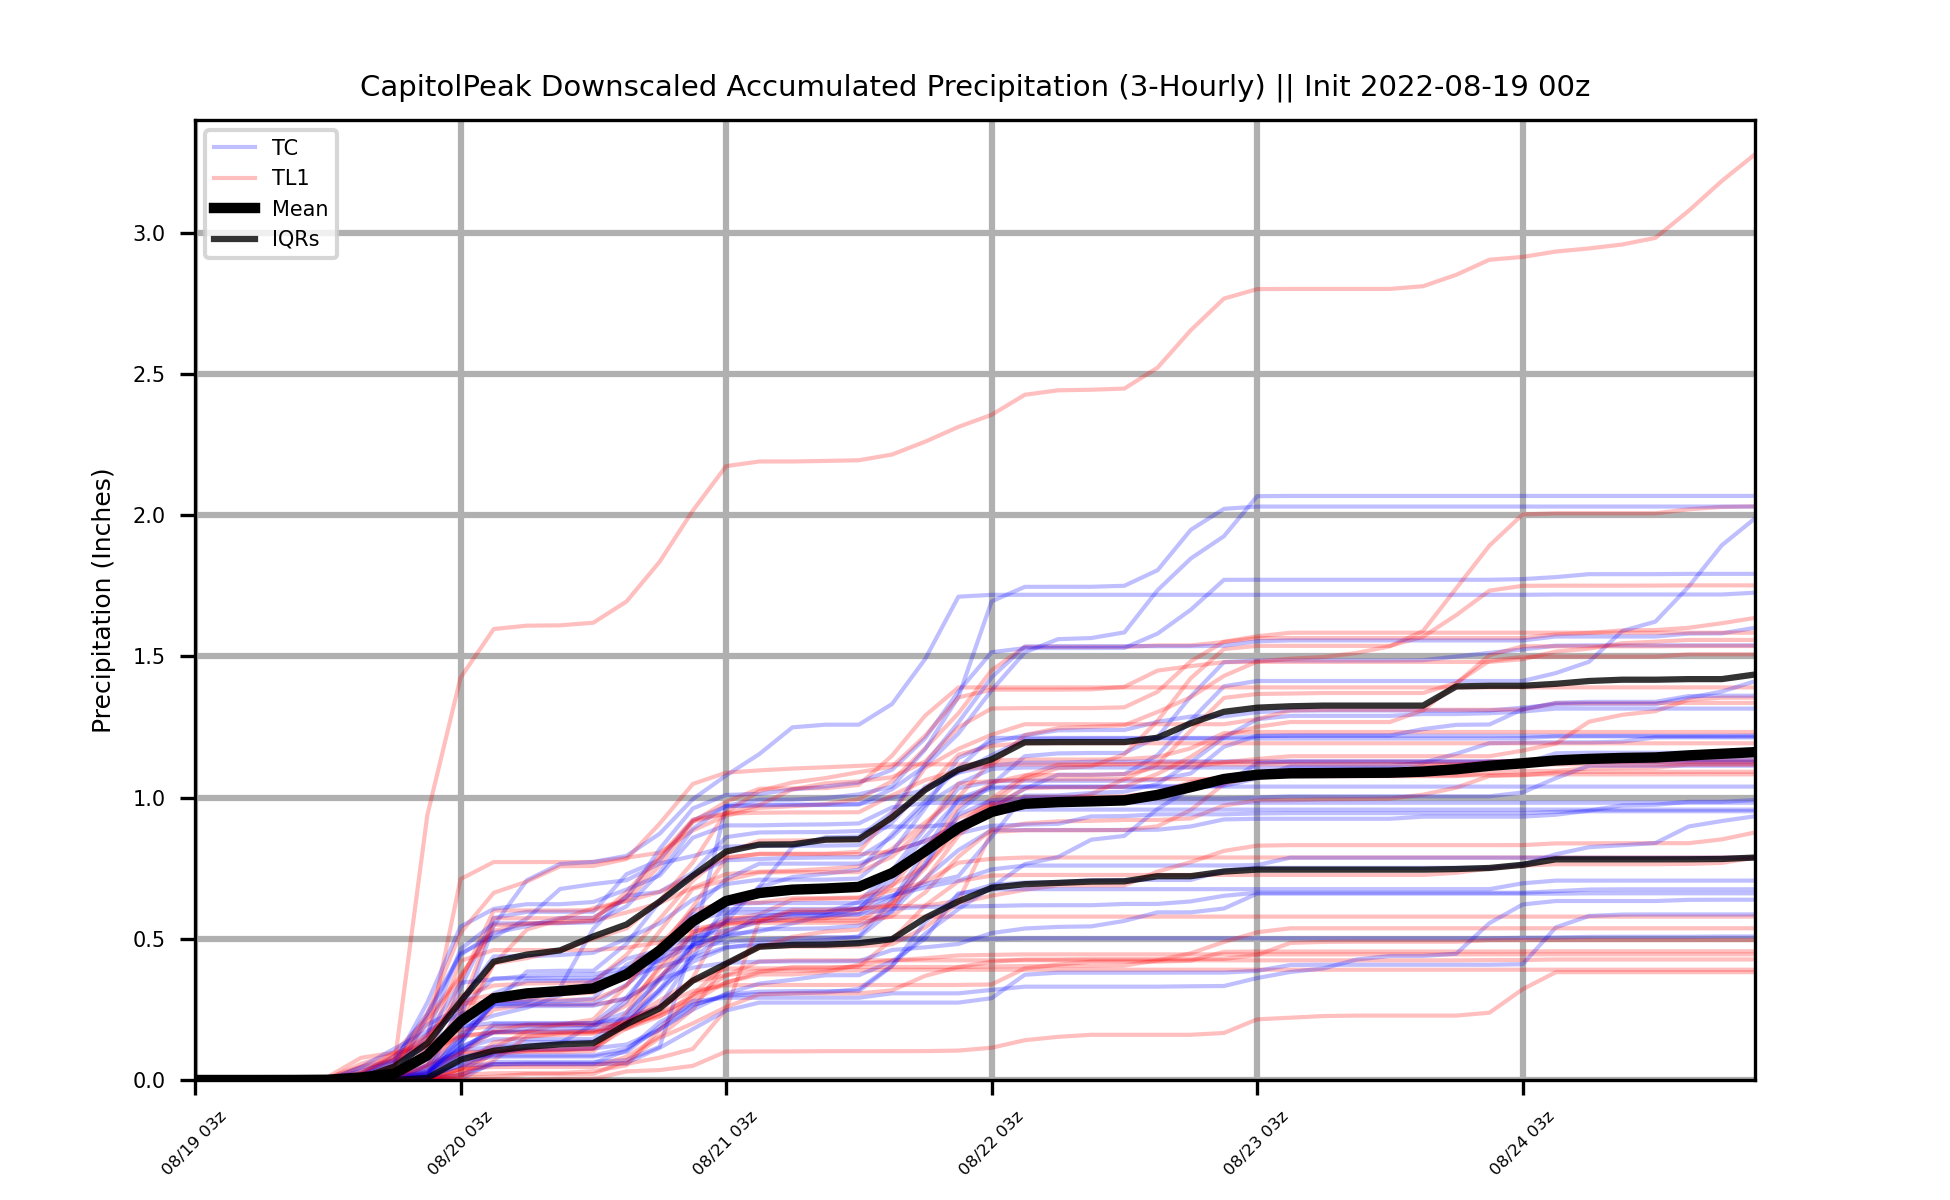 CapitolPeak Downscaled Accumulated Precipitation (3-Hourly) || Init 2022-08-19 00z
TC
TL1
Mean
IQRs
Precipitation (Inches)
3.0
2.5
2.0
1.5
1.0
0.5
0.0
08/19 03z
08/20 03z
08/21 03z
08/22 03z
08/23 03z
08/24 03z